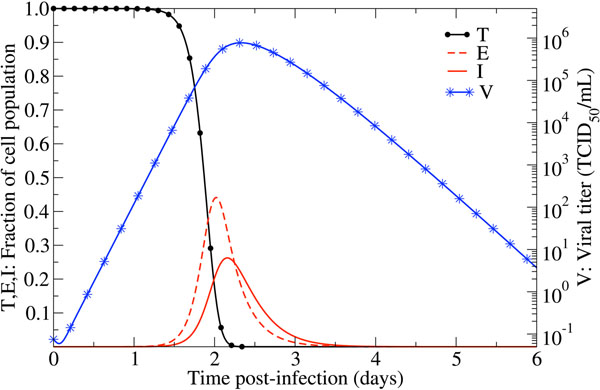 T,E,I: Fraction of cell population
1.0
0.9
0.8
0.7
0.6
0.5
0.4
0.3
0.2
0.1
T
E
I
V
10^6
10^5
10^4
10^3
10^2
10^1
10^0
10^-1
V: Viral titer (TCID50/mL)
0 1 2 3 4 5 6
Time post-infection (days)